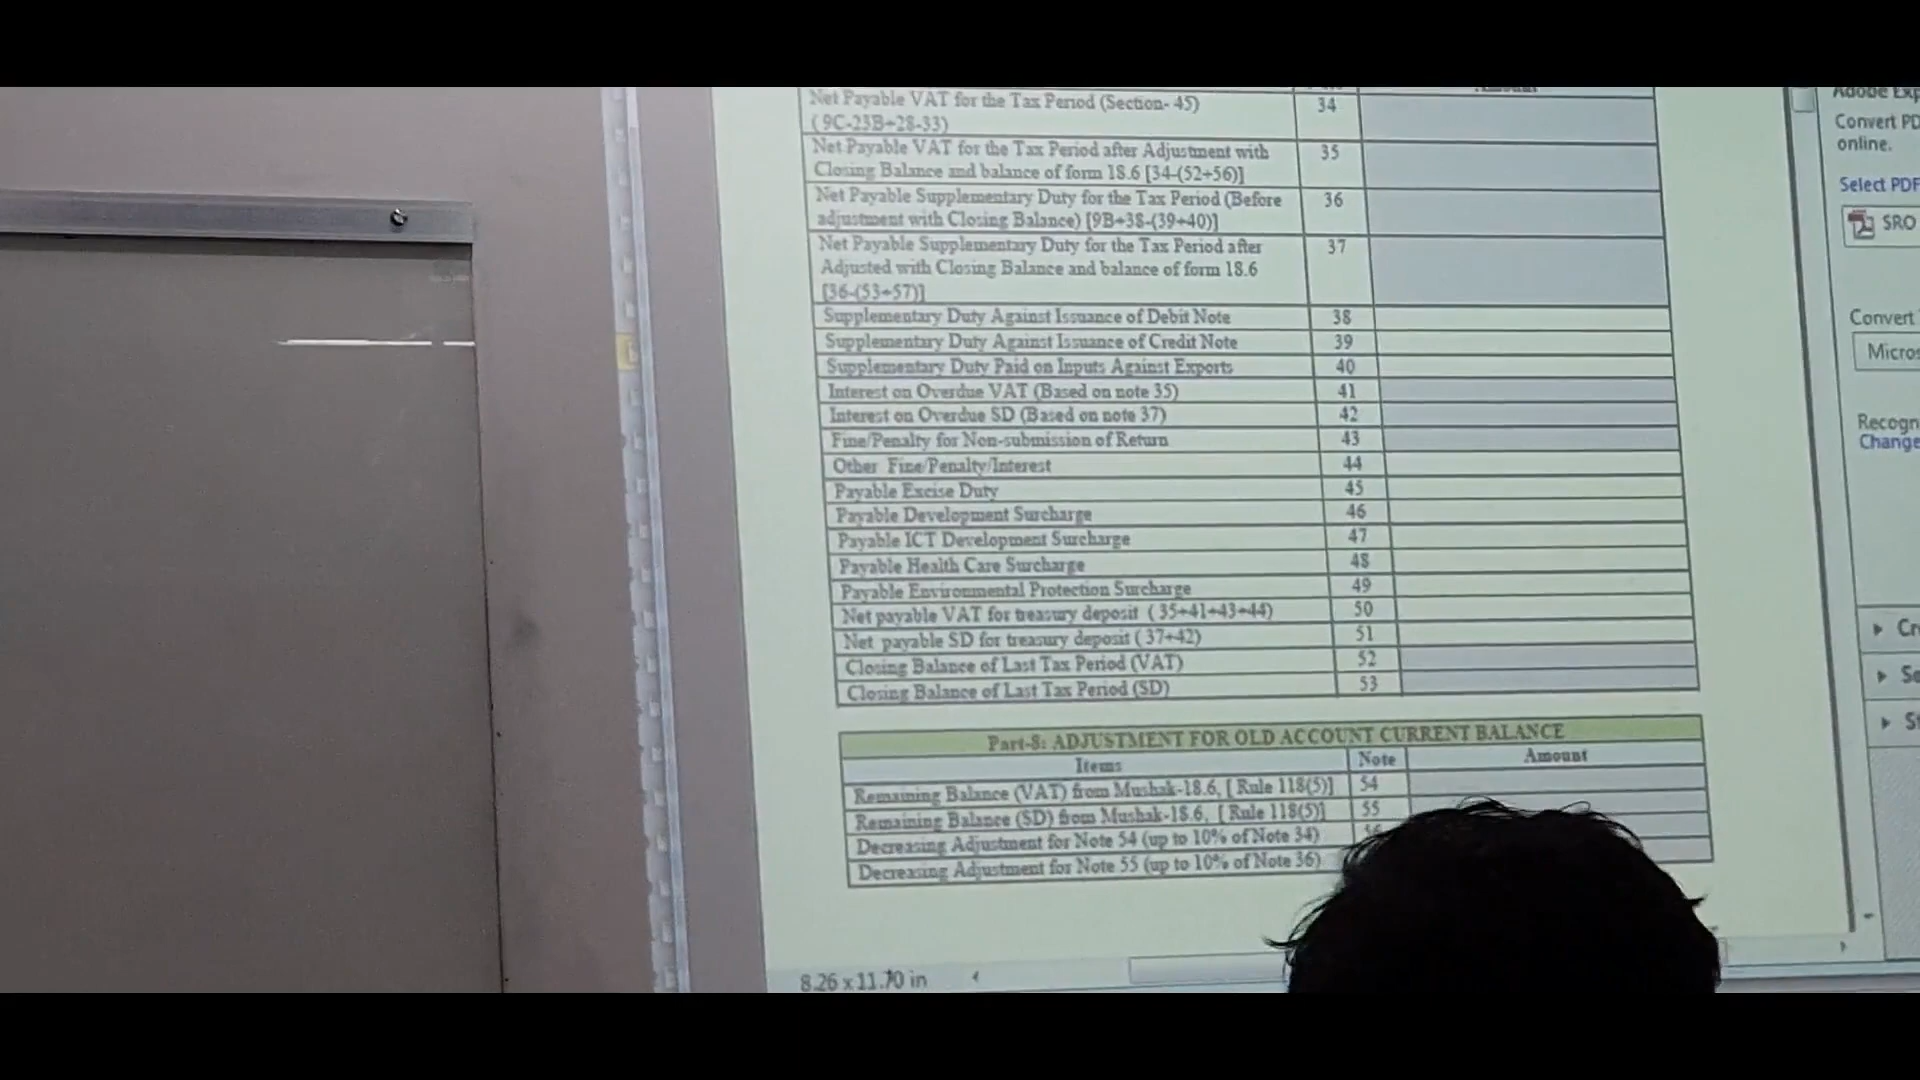 Amount
Net Payable VAT for the Tax Period (Section- 45) 34
(9C-23B+28-33)
Net Payable VAT for the Tax Period after Adjustment with 35
Closing Balance and balance of form 18.6 [34-(52+56)]
Net Payable Supplementary Duty for the Tax Period (Before 36
adjustment with Closing Balance) [9B+38-(39+40)]
Net Payable Supplementary Duty for the Tax Period after 37
Adjusted with Closing Balance and balance of form 18.6
[36-(53+57)]
Supplementary Duty Against Issuance of Debit Note 38
Supplementary Duty Against Issuance of Credit Note 39
Supplementary Duty Paid on Inputs Against Exports 40
Interest on Overdue VAT (Based on note 35) 41
Interest on Overdue SD (Based on note 37) 42
Fine/Penalty for Non-submission of Return 43
Other Fine/Penalty/Interest 44
Payable Excise Duty 45
Payable Development Surcharge 46
Payable ICT Development Surcharge 47
Payable Health Care Surcharge 48
Payable Environmental Protection Surcharge 49
Net payable VAT for treasury deposit (35+41+43+44) 50
Net payable SD for treasury deposit (37+42) 51
Closing Balance of Last Tax Period (VAT) 52
Closing Balance of Last Tax Period (SD) 53
Part-8: ADJUSTMENT FOR OLD ACCOUNT CURRENT BALANCE
Items Note Amount
Remaining Balance (VAT) from Mushak-18.6, [ Rule 118(5)] 54
Remaining Balance (SD) from Mushak-18.6, [ Rule 118(5)] 55
Decreasing Adjustment for Note 54 (up to 10% of Note 34)
Decreasing Adjustment for Note 55 (up to 10% of Note 36)
8.26 x 11.70 in
Adobe Exp
Convert PD
online.
Select PDF
SRO
Convert
Micros
Recogn
Change
Cr